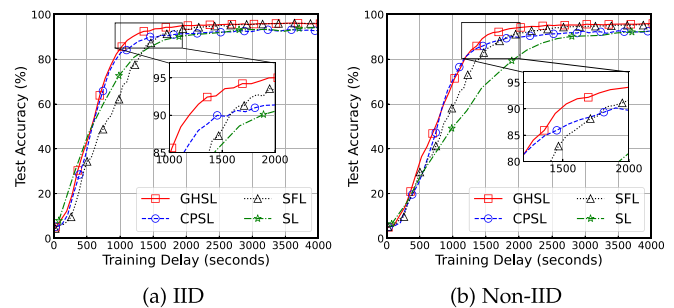 100
80
60
40
20
0
Test Accuracy (%)
95
90
85
1000
1500
2000
GHSL
CPSL
SFL
SL
0 500 1000 1500 2000 2500 3000 3500 4000
Training Delay (seconds)
(a) IID
100
80
60
40
20
0
Test Accuracy (%)
95
90
85
80
1500
2000
GHSL
CPSL
SFL
SL
0 500 1000 1500 2000 2500 3000 3500 4000
Training Delay (seconds)
(b) Non-IID